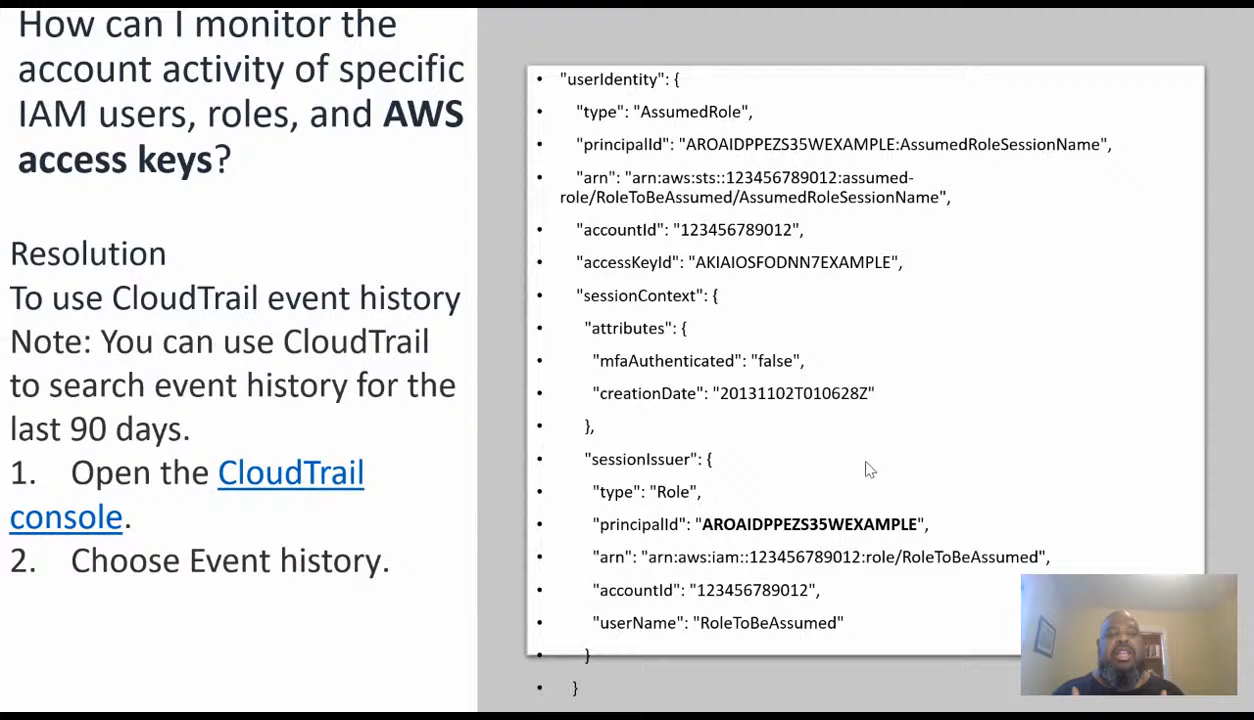 How can I monitor the
account activity of specific
IAM users, roles, and AWS
access keys?
Resolution
To use CloudTrail event history
Note: You can use CloudTrail
to search event history for the
last 90 days.
1. Open the CloudTrail
console.
2. Choose Event history.
• "userIdentity": {
• "type": "AssumedRole",
• "principalId": "AROAIDPPEZS35WEXAMPLE:AssumedRoleSessionName",
• "arn": "arn:aws:sts::123456789012:assumed-
role/RoleToBeAssumed/AssumedRoleSessionName",
• "accountId": "123456789012",
• "accessKeyId": "AKIAIOSFODNN7EXAMPLE",
• "sessionContext": {
• "attributes": {
• "mfaAuthenticated": "false",
• "creationDate": "20131102T010628Z"
• },
• "sessionIssuer": {
• "type": "Role",
• "principalId": "AROAIDPPEZS35WEXAMPLE",
• "arn": "arn:aws:iam::123456789012:role/RoleToBeAssumed",
• "accountId": "123456789012",
• "userName": "RoleToBeAssumed"
• }
• }